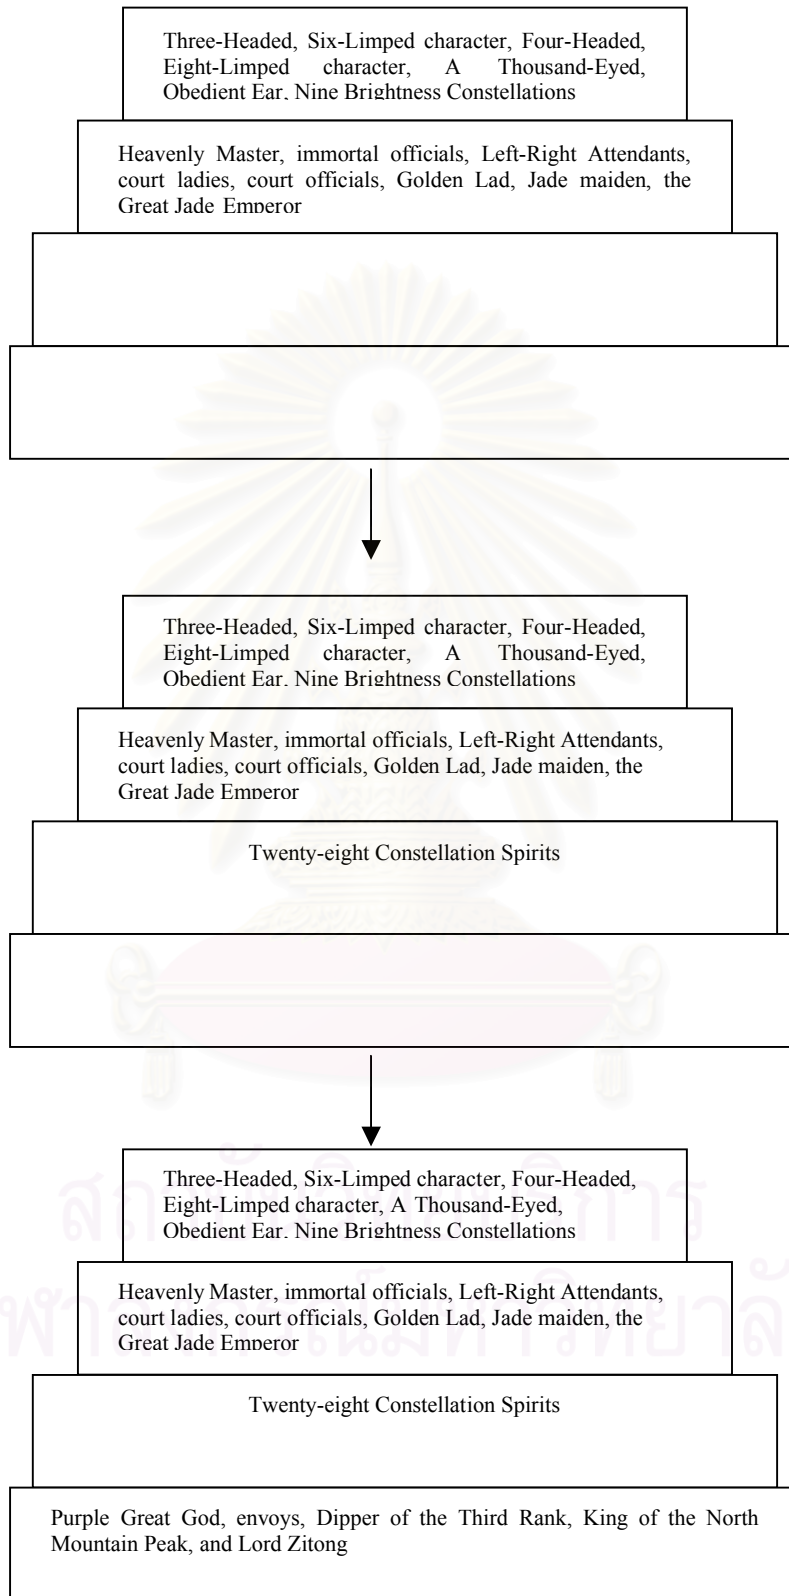 Three-Headed, Six-Limped character, Four-Headed,
Eight-Limped character, A Thousand-Eyed,
Obedient Ear, Nine Brightness Constellations
Heavenly Master, immortal officials, Left-Right Attendants,
court ladies, court officials, Golden Lad, Jade maiden, the
Great Jade Emperor
Three-Headed, Six-Limped character, Four-Headed,
Eight-Limped character, A Thousand-Eyed,
Obedient Ear, Nine Brightness Constellations
Heavenly Master, immortal officials, Left-Right Attendants,
court ladies, court officials, Golden Lad, Jade maiden, the
Great Jade Emperor
Twenty-eight Constellation Spirits
Three-Headed, Six-Limped character, Four-Headed,
Eight-Limped character, A Thousand-Eyed,
Obedient Ear, Nine Brightness Constellations
Heavenly Master, immortal officials, Left-Right Attendants,
court ladies, court officials, Golden Lad, Jade maiden, the
Great Jade Emperor
Twenty-eight Constellation Spirits
Purple Great God, envoys, Dipper of the Third Rank, King of the North
Mountain Peak, and Lord Zitong